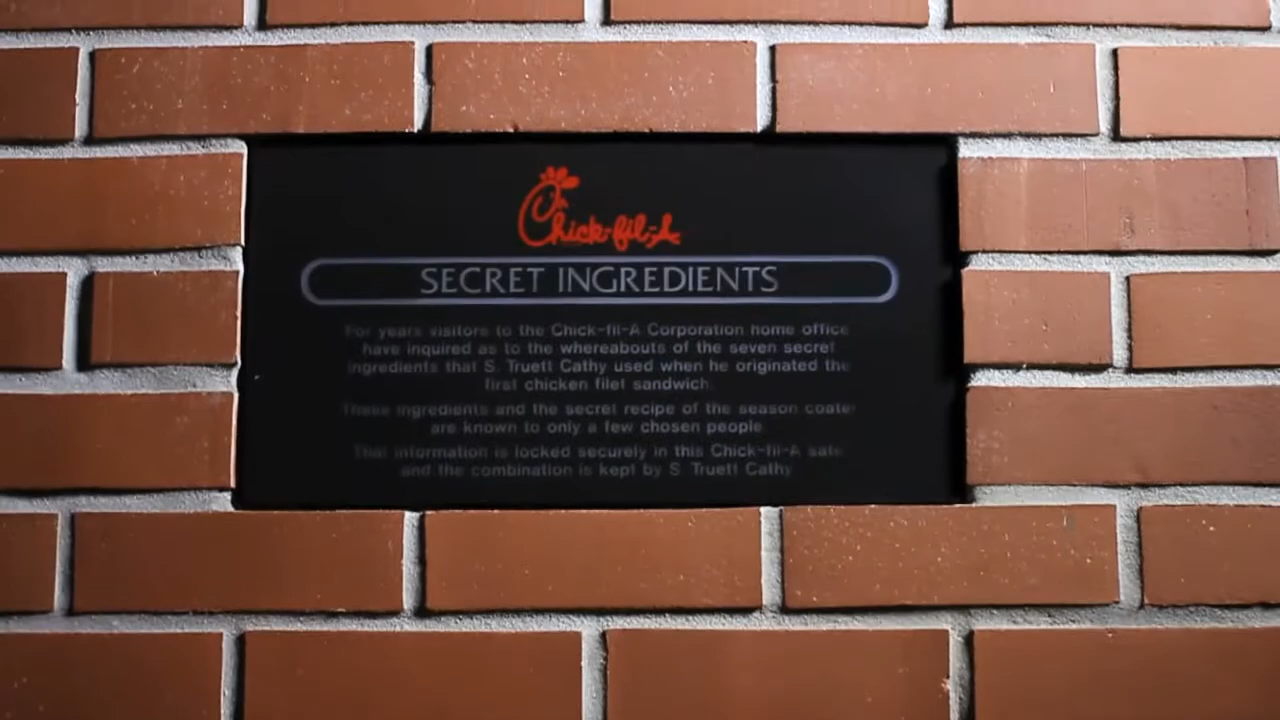 Chick-fil-A
SECRET INGREDIENTS
For years visitors to the Chick-fil-A Corporation home office
have inquired as to the whereabouts of the seven secret
ingredients that S. Truett Cathy used when he originated the
first chicken filet sandwich.
These ingredients and the secret recipe of the season coater
are known to only a few chosen people
That information is locked securely in this Chick-fil-A safe
and the combination is kept by S Truett Cathy